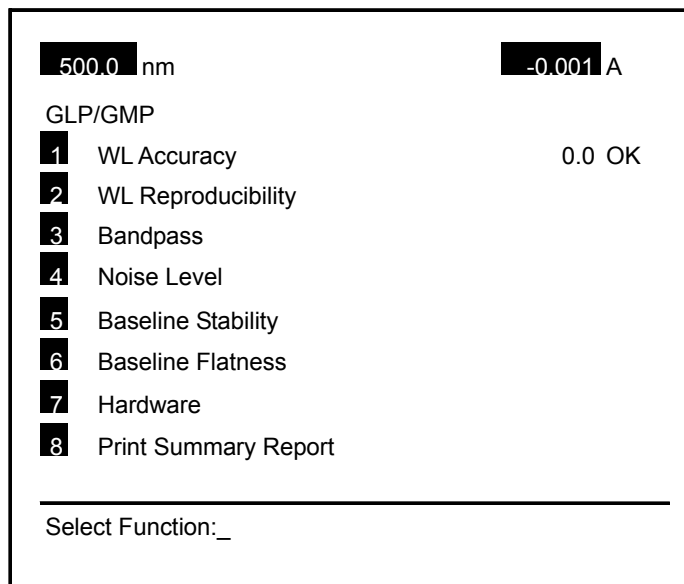 500.0 nm -0.001 A
GLP/GMP
1 WL Accuracy 0.0 OK
2 WL Reproducibility
3 Bandpass
4 Noise Level
5 Baseline Stability
6 Baseline Flatness
7 Hardware
8 Print Summary Report
Select Function:_